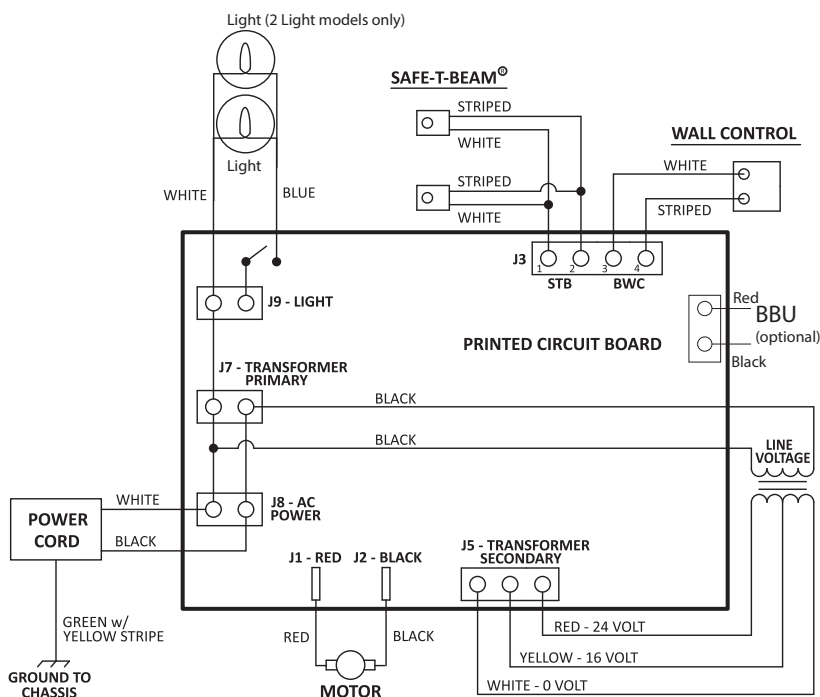 Light (2 Light models only)
SAFE-T-BEAM®
STRIPED
WHITE
WALL CONTROL
Light
WHITE
STRIPED
WHITE
BLUE
WHITE
STRIPED
J3
1 2 3 4
STB BWC
J9 - LIGHT
Red
BBU
(optional)
Black
PRINTED CIRCUIT BOARD
J7 - TRANSFORMER
PRIMARY
BLACK
BLACK
LINE
VOLTAGE
WHITE
J8 - AC
POWER
POWER
CORD
BLACK
J1 - RED J2 - BLACK
J5 - TRANSFORMER
SECONDARY
GREEN w/
YELLOW STRIPE
RED
BLACK
RED - 24 VOLT
YELLOW - 16 VOLT
WHITE - 0 VOLT
GROUND TO
CHASSIS
MOTOR